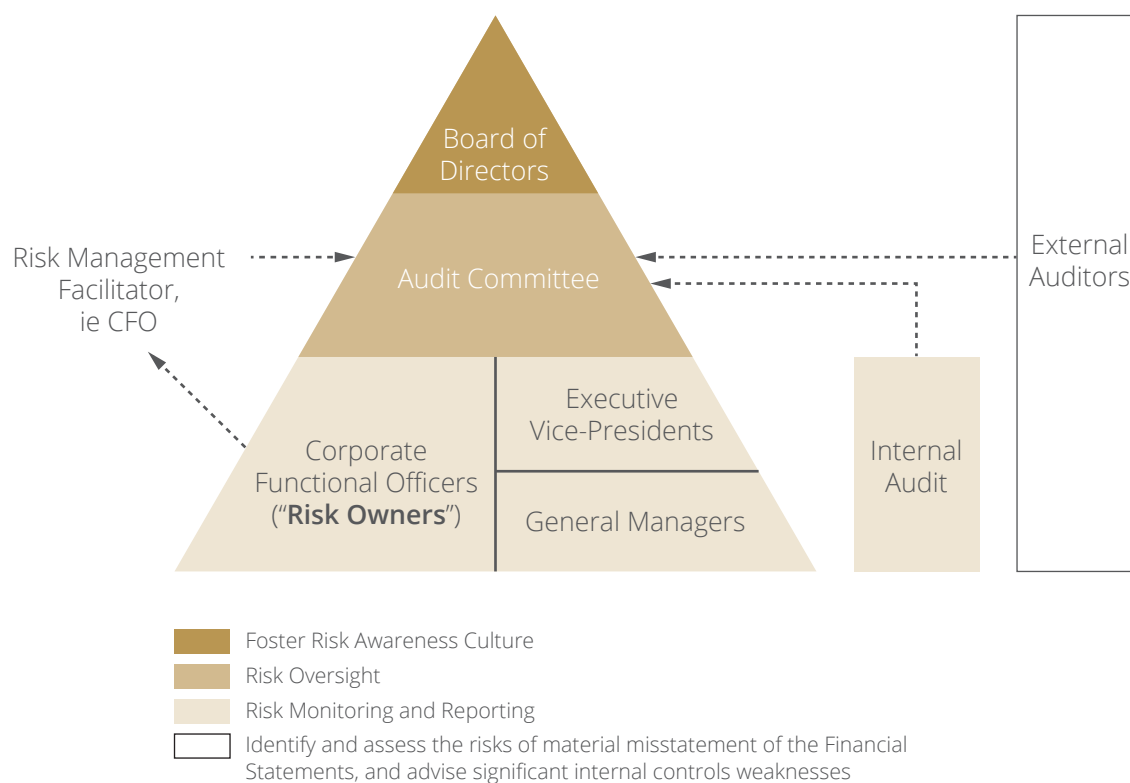 Board of
Directors
Audit Committee
Risk Management
Facilitator,
ie CFO
External
Auditors
Executive
Vice-Presidents
Corporate
Functional Officers
(“Risk Owners”)
General Managers
Internal
Audit
Foster Risk Awareness Culture
Risk Oversight
Risk Monitoring and Reporting
Identify and assess the risks of material misstatement of the Financial
Statements, and advise significant internal controls weaknesses